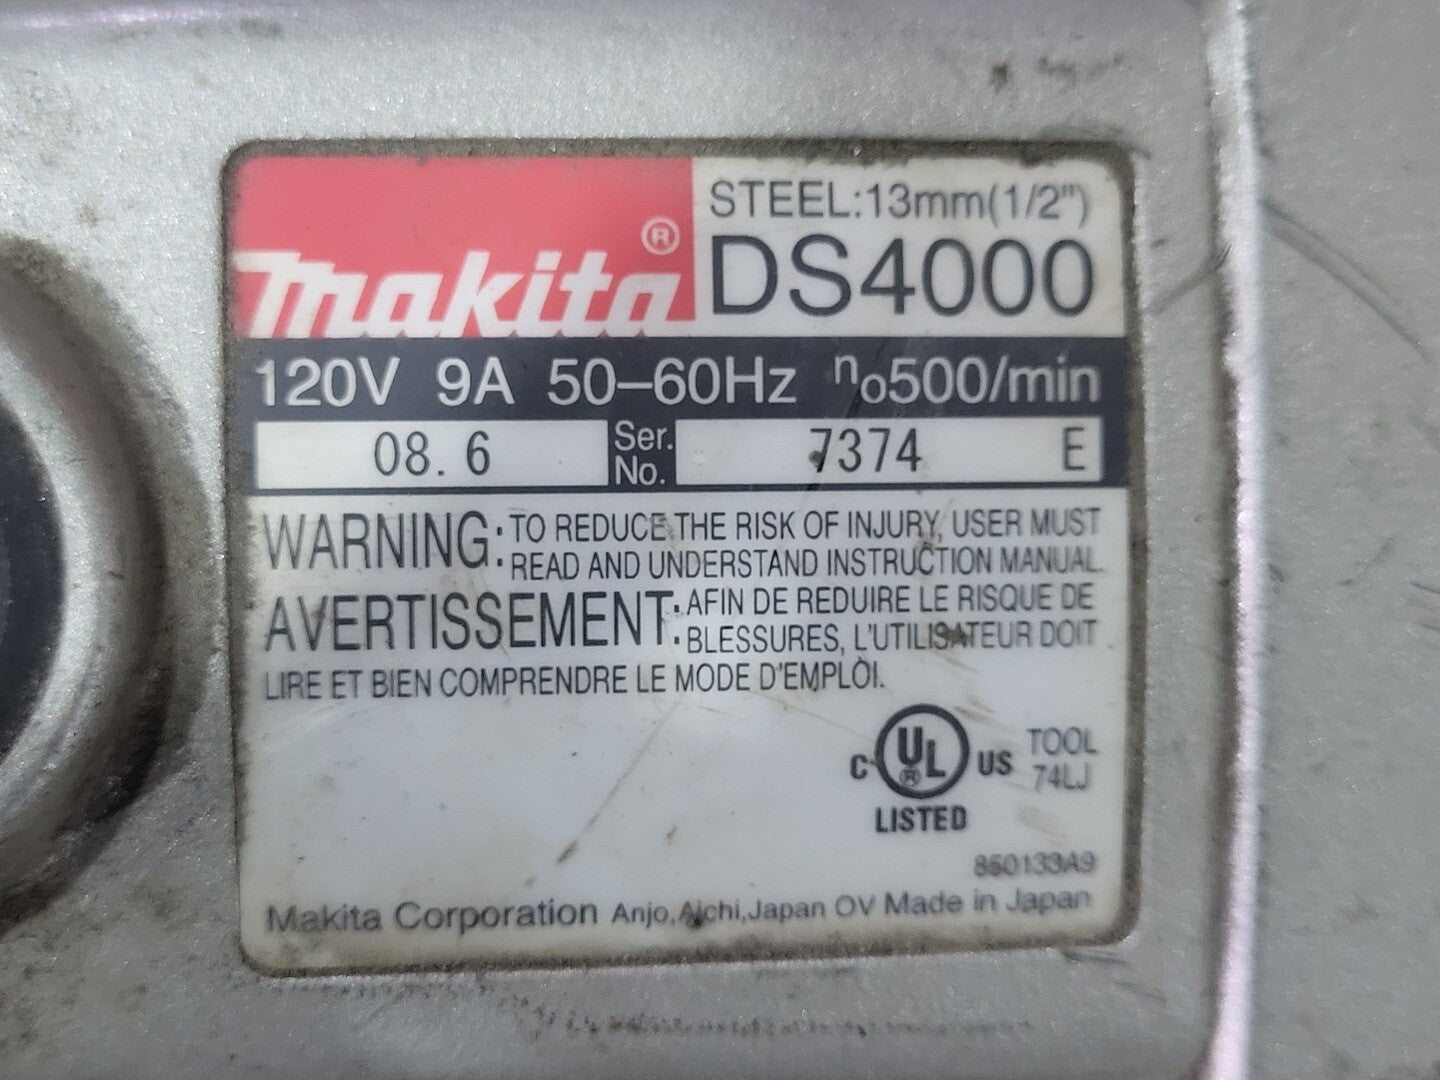 STEEL:13mm(1/2")
makita®
DS4000
120V 9A 50–60Hz no500/min
08. 6
Ser. No.
7374 E
WARNING: TO REDUCE THE RISK OF INJURY, USER MUST
READ AND UNDERSTAND INSTRUCTION MANUAL.
AVERTISSEMENT: AFIN DE REDUIRE LE RISQUE DE
BLESSURES, L'UTILISATEUR DOIT
LIRE ET BIEN COMPRENDRE LE MODE D'EMPLOI.
C UL® US
LISTED
TOOL
74LJ
850133A9
Makita Corporation Anjo,Aichi,Japan OV Made in Japan